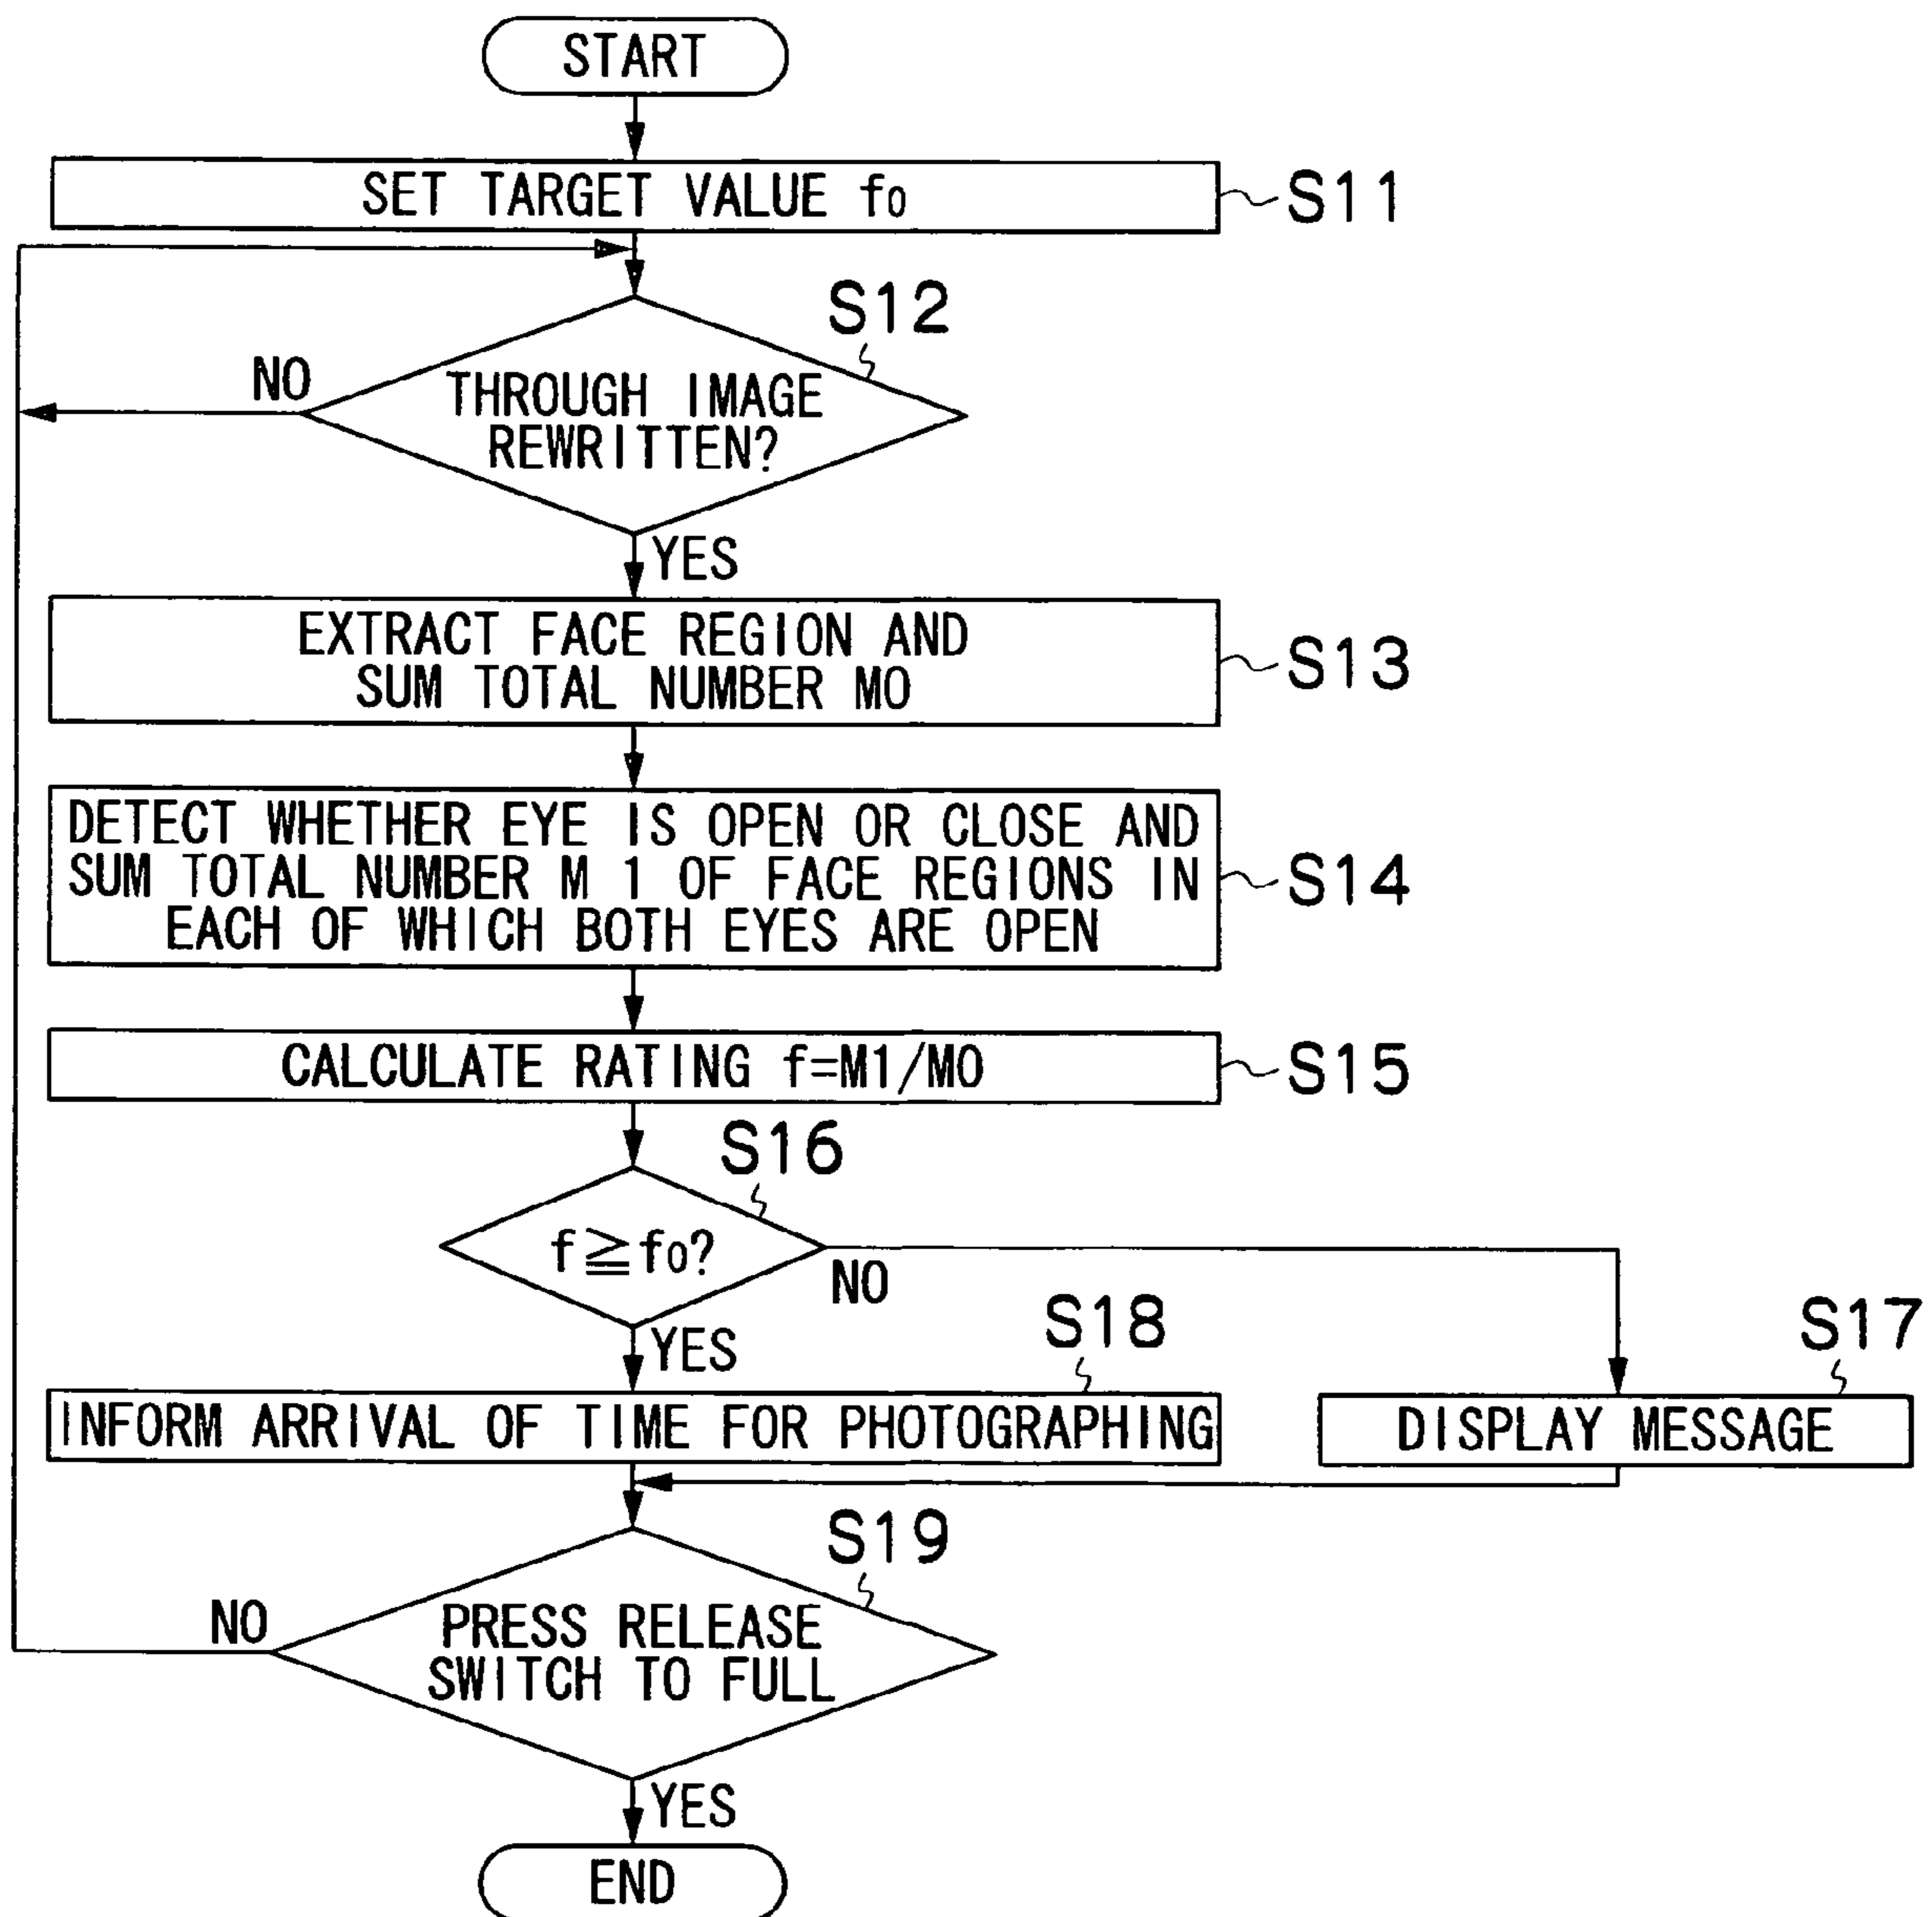 START
SET TARGET VALUE f0
S11
S12
NO
THROUGH IMAGE
REWRITTEN?
YES
EXTRACT FACE REGION AND
SUM TOTAL NUMBER M0
S13
DETECT WHETHER EYE IS OPEN OR CLOSE AND
SUM TOTAL NUMBER M 1 OF FACE REGIONS IN
EACH OF WHICH BOTH EYES ARE OPEN
S14
CALCULATE RATING f=M1/M0
S15
S16
f≧f0?
NO
YES
S18
S17
INFORM ARRIVAL OF TIME FOR PHOTOGRAPHING
DISPLAY MESSAGE
S19
NO
PRESS RELEASE
SWITCH TO FULL
YES
END